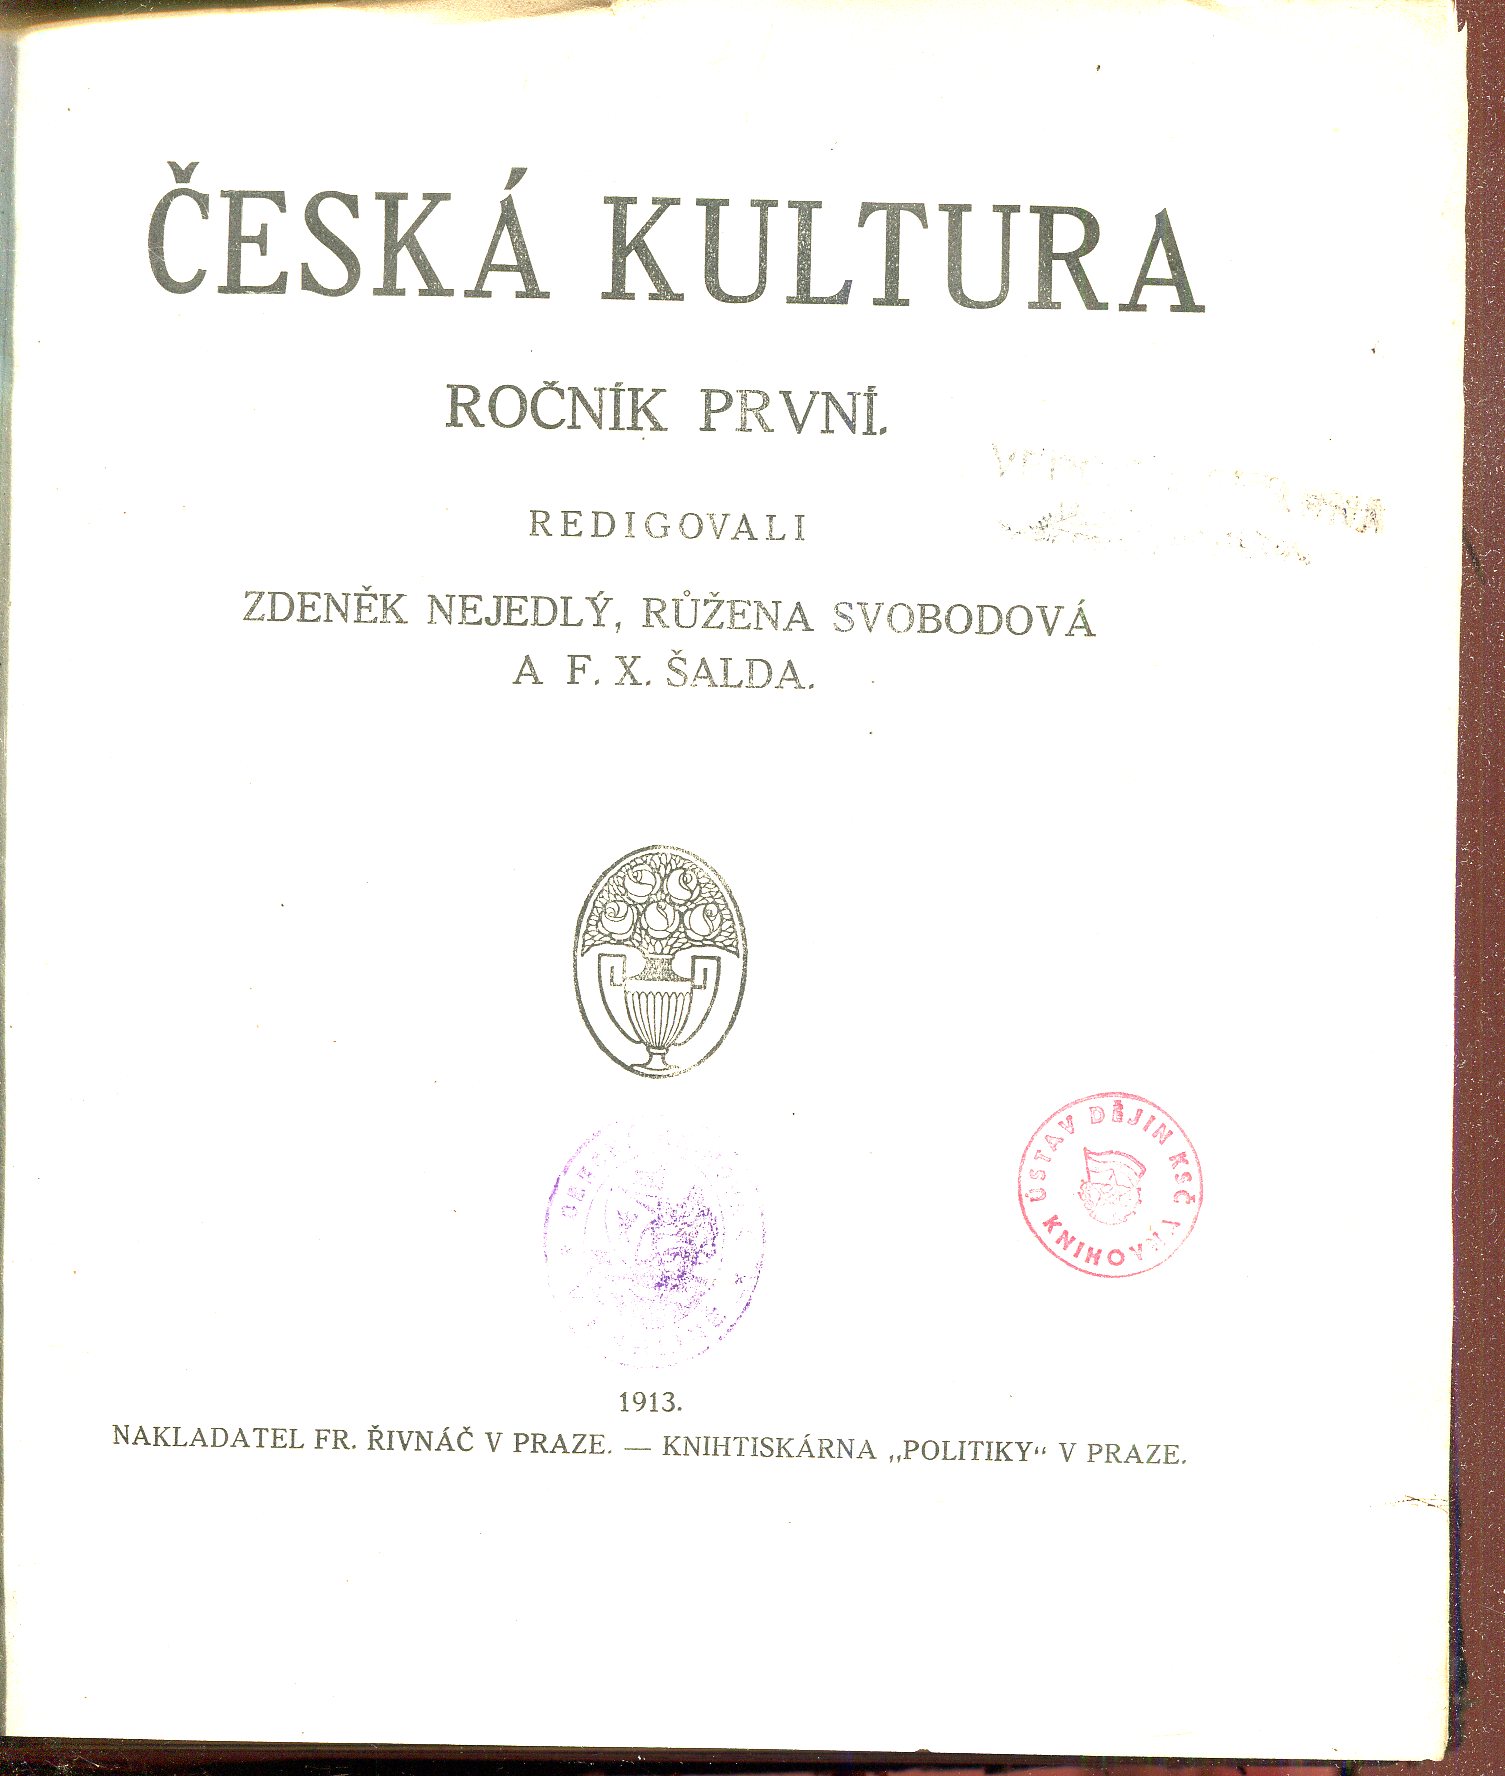 ČESKÁ KULTURA
ROČNÍK PRVNÍ.
REDIGOVALI
ZDENĚK NEJEDLÝ, RŮŽENA SVOBODOVÁ
A F. X. ŠALDA.
ÚSTAV DĚJIN KSČ
KNIHOVNA
1913.
NAKLADATEL FR. ŘIVNÁČ V PRAZE. — KNIHTISKÁRNA „POLITIKY“ V PRAZE.